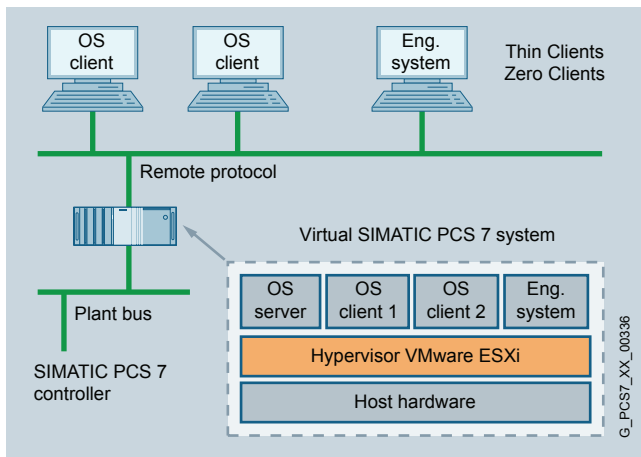 OS
client
OS
client
Eng.
system
Thin Clients
Zero Clients
Remote protocol
Virtual SIMATIC PCS 7 system
OS
server
OS
client 1
OS
client 2
Eng.
system
Hypervisor VMware ESXi
Host hardware
Plant bus
SIMATIC PCS 7
controller
G_PCS7_XX_00336